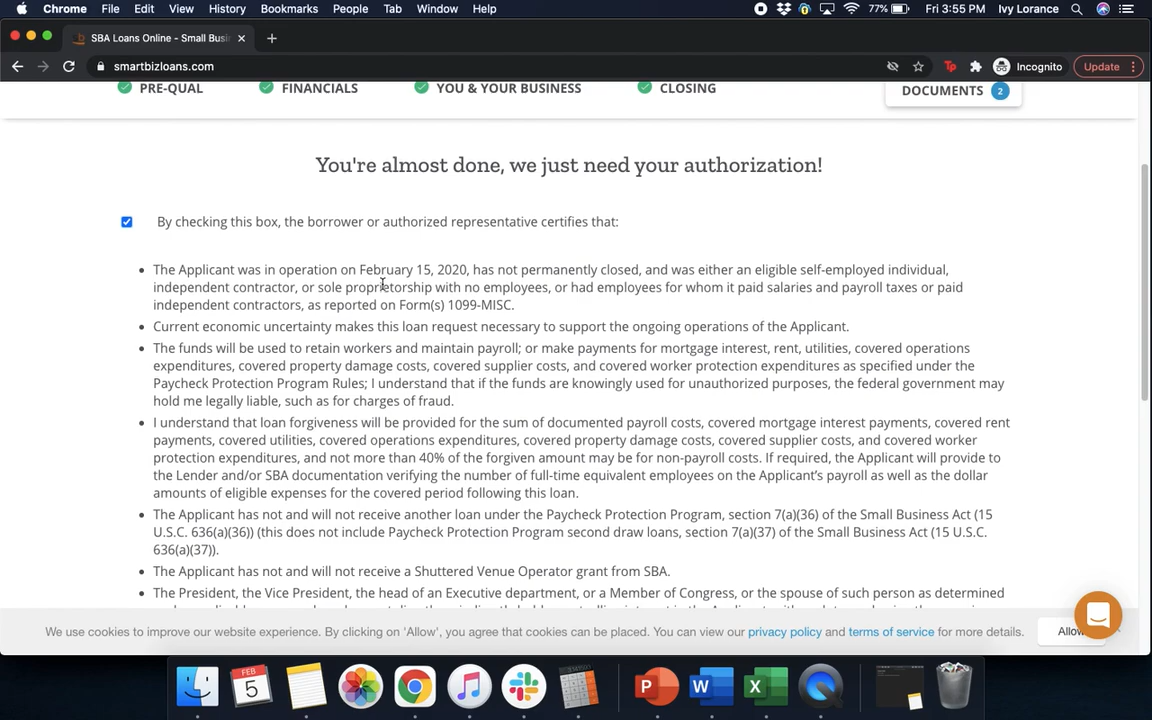 Chrome File Edit View History Bookmarks People Tab Window Help 77% Fri 3:55 PM Ivy Lorance
SBA Loans Online - Small Busi
smartbizloans.com Incognito Update
PRE-QUAL FINANCIALS YOU & YOUR BUSINESS CLOSING DOCUMENTS 2
You're almost done, we just need your authorization!
By checking this box, the borrower or authorized representative certifies that:
• The Applicant was in operation on February 15, 2020, has not permanently closed, and was either an eligible self-employed individual,
independent contractor, or sole proprietorship with no employees, or had employees for whom it paid salaries and payroll taxes or paid
independent contractors, as reported on Form(s) 1099-MISC.
• Current economic uncertainty makes this loan request necessary to support the ongoing operations of the Applicant.
• The funds will be used to retain workers and maintain payroll; or make payments for mortgage interest, rent, utilities, covered operations
expenditures, covered property damage costs, covered supplier costs, and covered worker protection expenditures as specified under the
Paycheck Protection Program Rules; I understand that if the funds are knowingly used for unauthorized purposes, the federal government may
hold me legally liable, such as for charges of fraud.
• I understand that loan forgiveness will be provided for the sum of documented payroll costs, covered mortgage interest payments, covered rent
payments, covered utilities, covered operations expenditures, covered property damage costs, covered supplier costs, and covered worker
protection expenditures, and not more than 40% of the forgiven amount may be for non-payroll costs. If required, the Applicant will provide to
the Lender and/or SBA documentation verifying the number of full-time equivalent employees on the Applicant's payroll as well as the dollar
amounts of eligible expenses for the covered period following this loan.
• The Applicant has not and will not receive another loan under the Paycheck Protection Program, section 7(a)(36) of the Small Business Act (15
U.S.C. 636(a)(36)) (this does not include Paycheck Protection Program second draw loans, section 7(a)(37) of the Small Business Act (15 U.S.C.
636(a)(37)).
• The Applicant has not and will not receive a Shuttered Venue Operator grant from SBA.
• The President, the Vice President, the head of an Executive department, or a Member of Congress, or the spouse of such person as determined
We use cookies to improve our website experience. By clicking on 'Allow', you agree that cookies can be placed. You can view our privacy policy and terms of service for more details. Allow
FEB
5
P W X